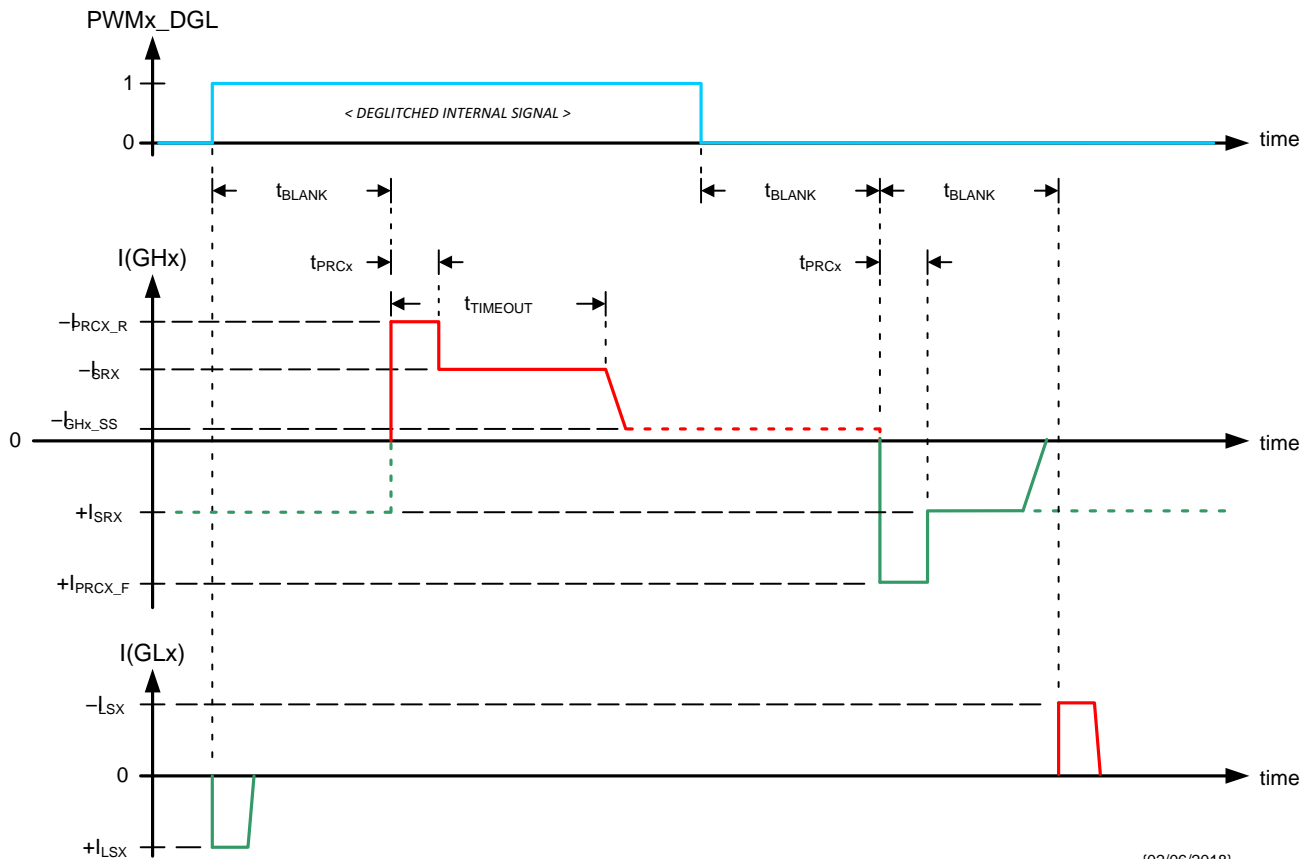 PWMx_DGL
1
< DEGLITCHED INTERNAL SIGNAL >
0
time
tBLANK
tBLANK
tBLANK
I(GHx)
tPRCx
tPRCx
tTIMEOUT
–IPRCX_R
–ISRX
–IGHx_SS
0
time
+ISRX
+IPRCX_F
I(GLx)
–ILSX
0
time
+ILSX